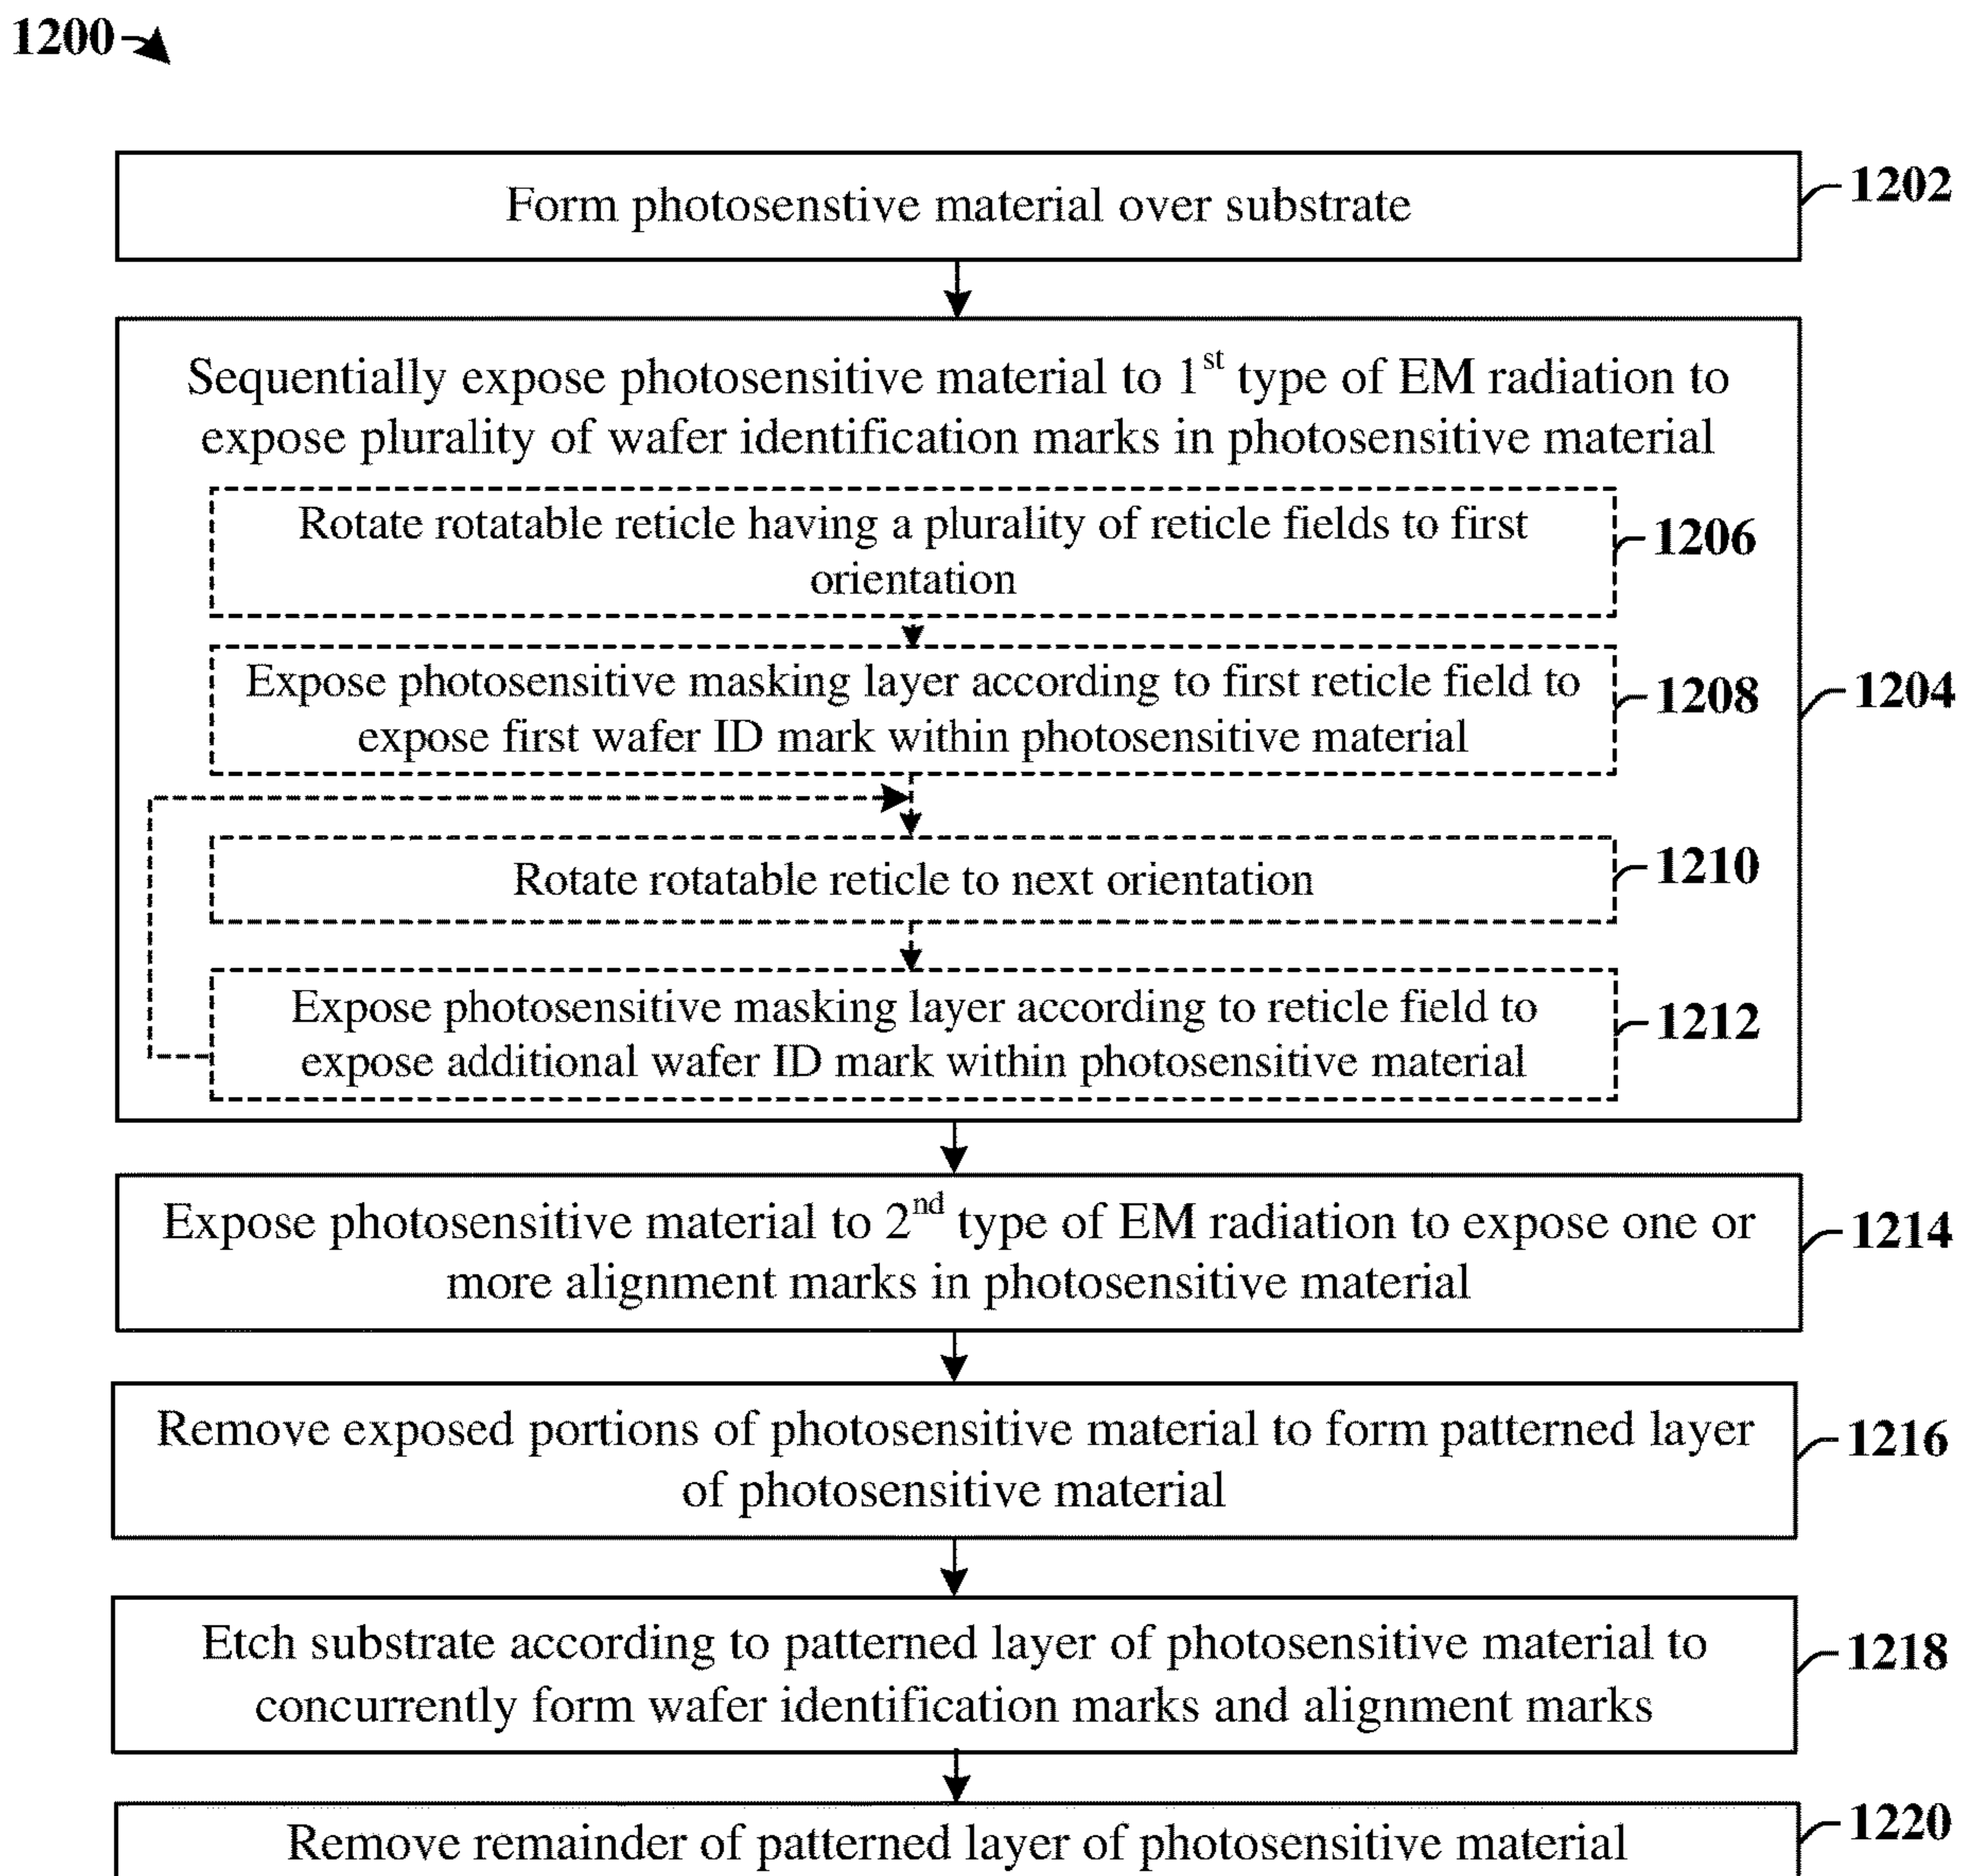 1200
Form photosenstive material over substrate
1202
Sequentially expose photosensitive material to 1st type of EM radiation to
expose plurality of wafer identification marks in photosensitive material
1204
Rotate rotatable reticle having a plurality of reticle fields to first
orientation
1206
Expose photosensitive masking layer according to first reticle field to
expose first wafer ID mark within photosensitive material
1208
Rotate rotatable reticle to next orientation
1210
Expose photosensitive masking layer according to reticle field to
expose additional wafer ID mark within photosensitive material
1212
Expose photosensitive material to 2nd type of EM radiation to expose one or
more alignment marks in photosensitive material
1214
Remove exposed portions of photosensitive material to form patterned layer
of photosensitive material
1216
Etch substrate according to patterned layer of photosensitive material to
concurrently form wafer identification marks and alignment marks
1218
Remove remainder of patterned layer of photosensitive material
1220